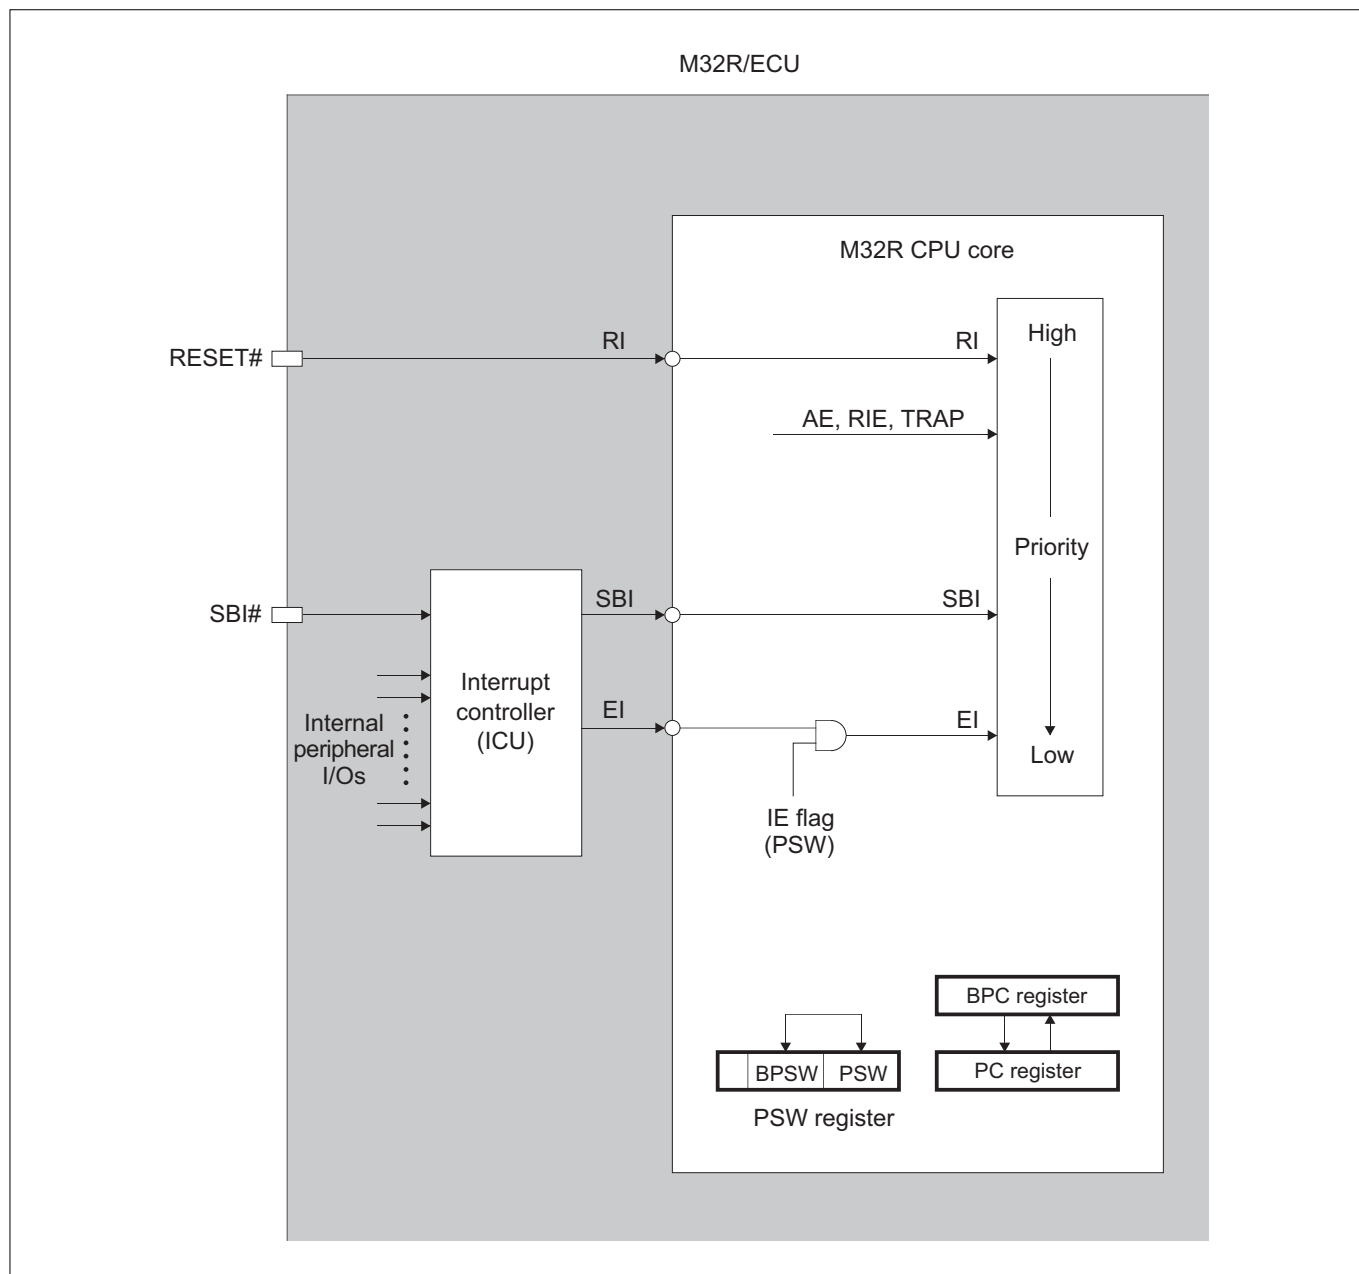 M32R/ECU
M32R CPU core
RESET#
RI
RI
High
AE, RIE, TRAP
Priority
SBI#
SBI
SBI
Interrupt
controller
(ICU)
Internal
peripheral
I/Os
EI
EI
Low
IE flag
(PSW)
BPC register
BPSW
PSW
PC register
PSW register